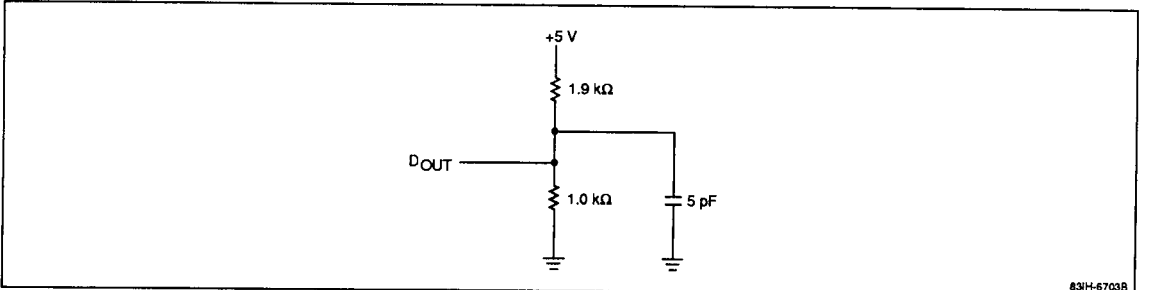 +5 V
1.9 kΩ
DOUT
1.0 kΩ
5 pF
83IH-6703B